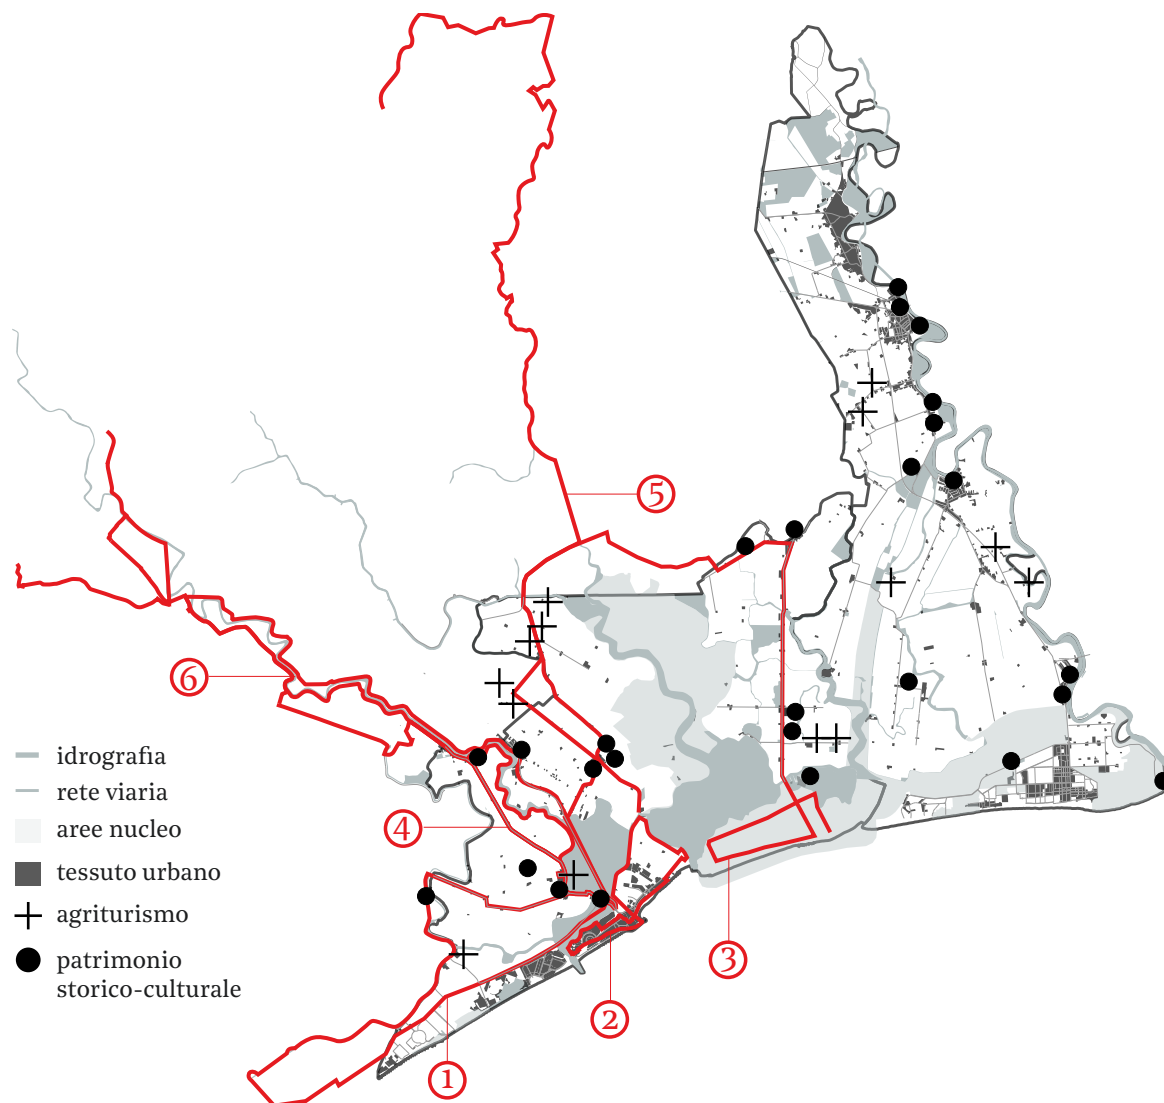 5
6
idrografia
rete viaria
aree nucleo
tessuto urbano
agriturismo
patrimonio
storico-culturale
4
3
2
1